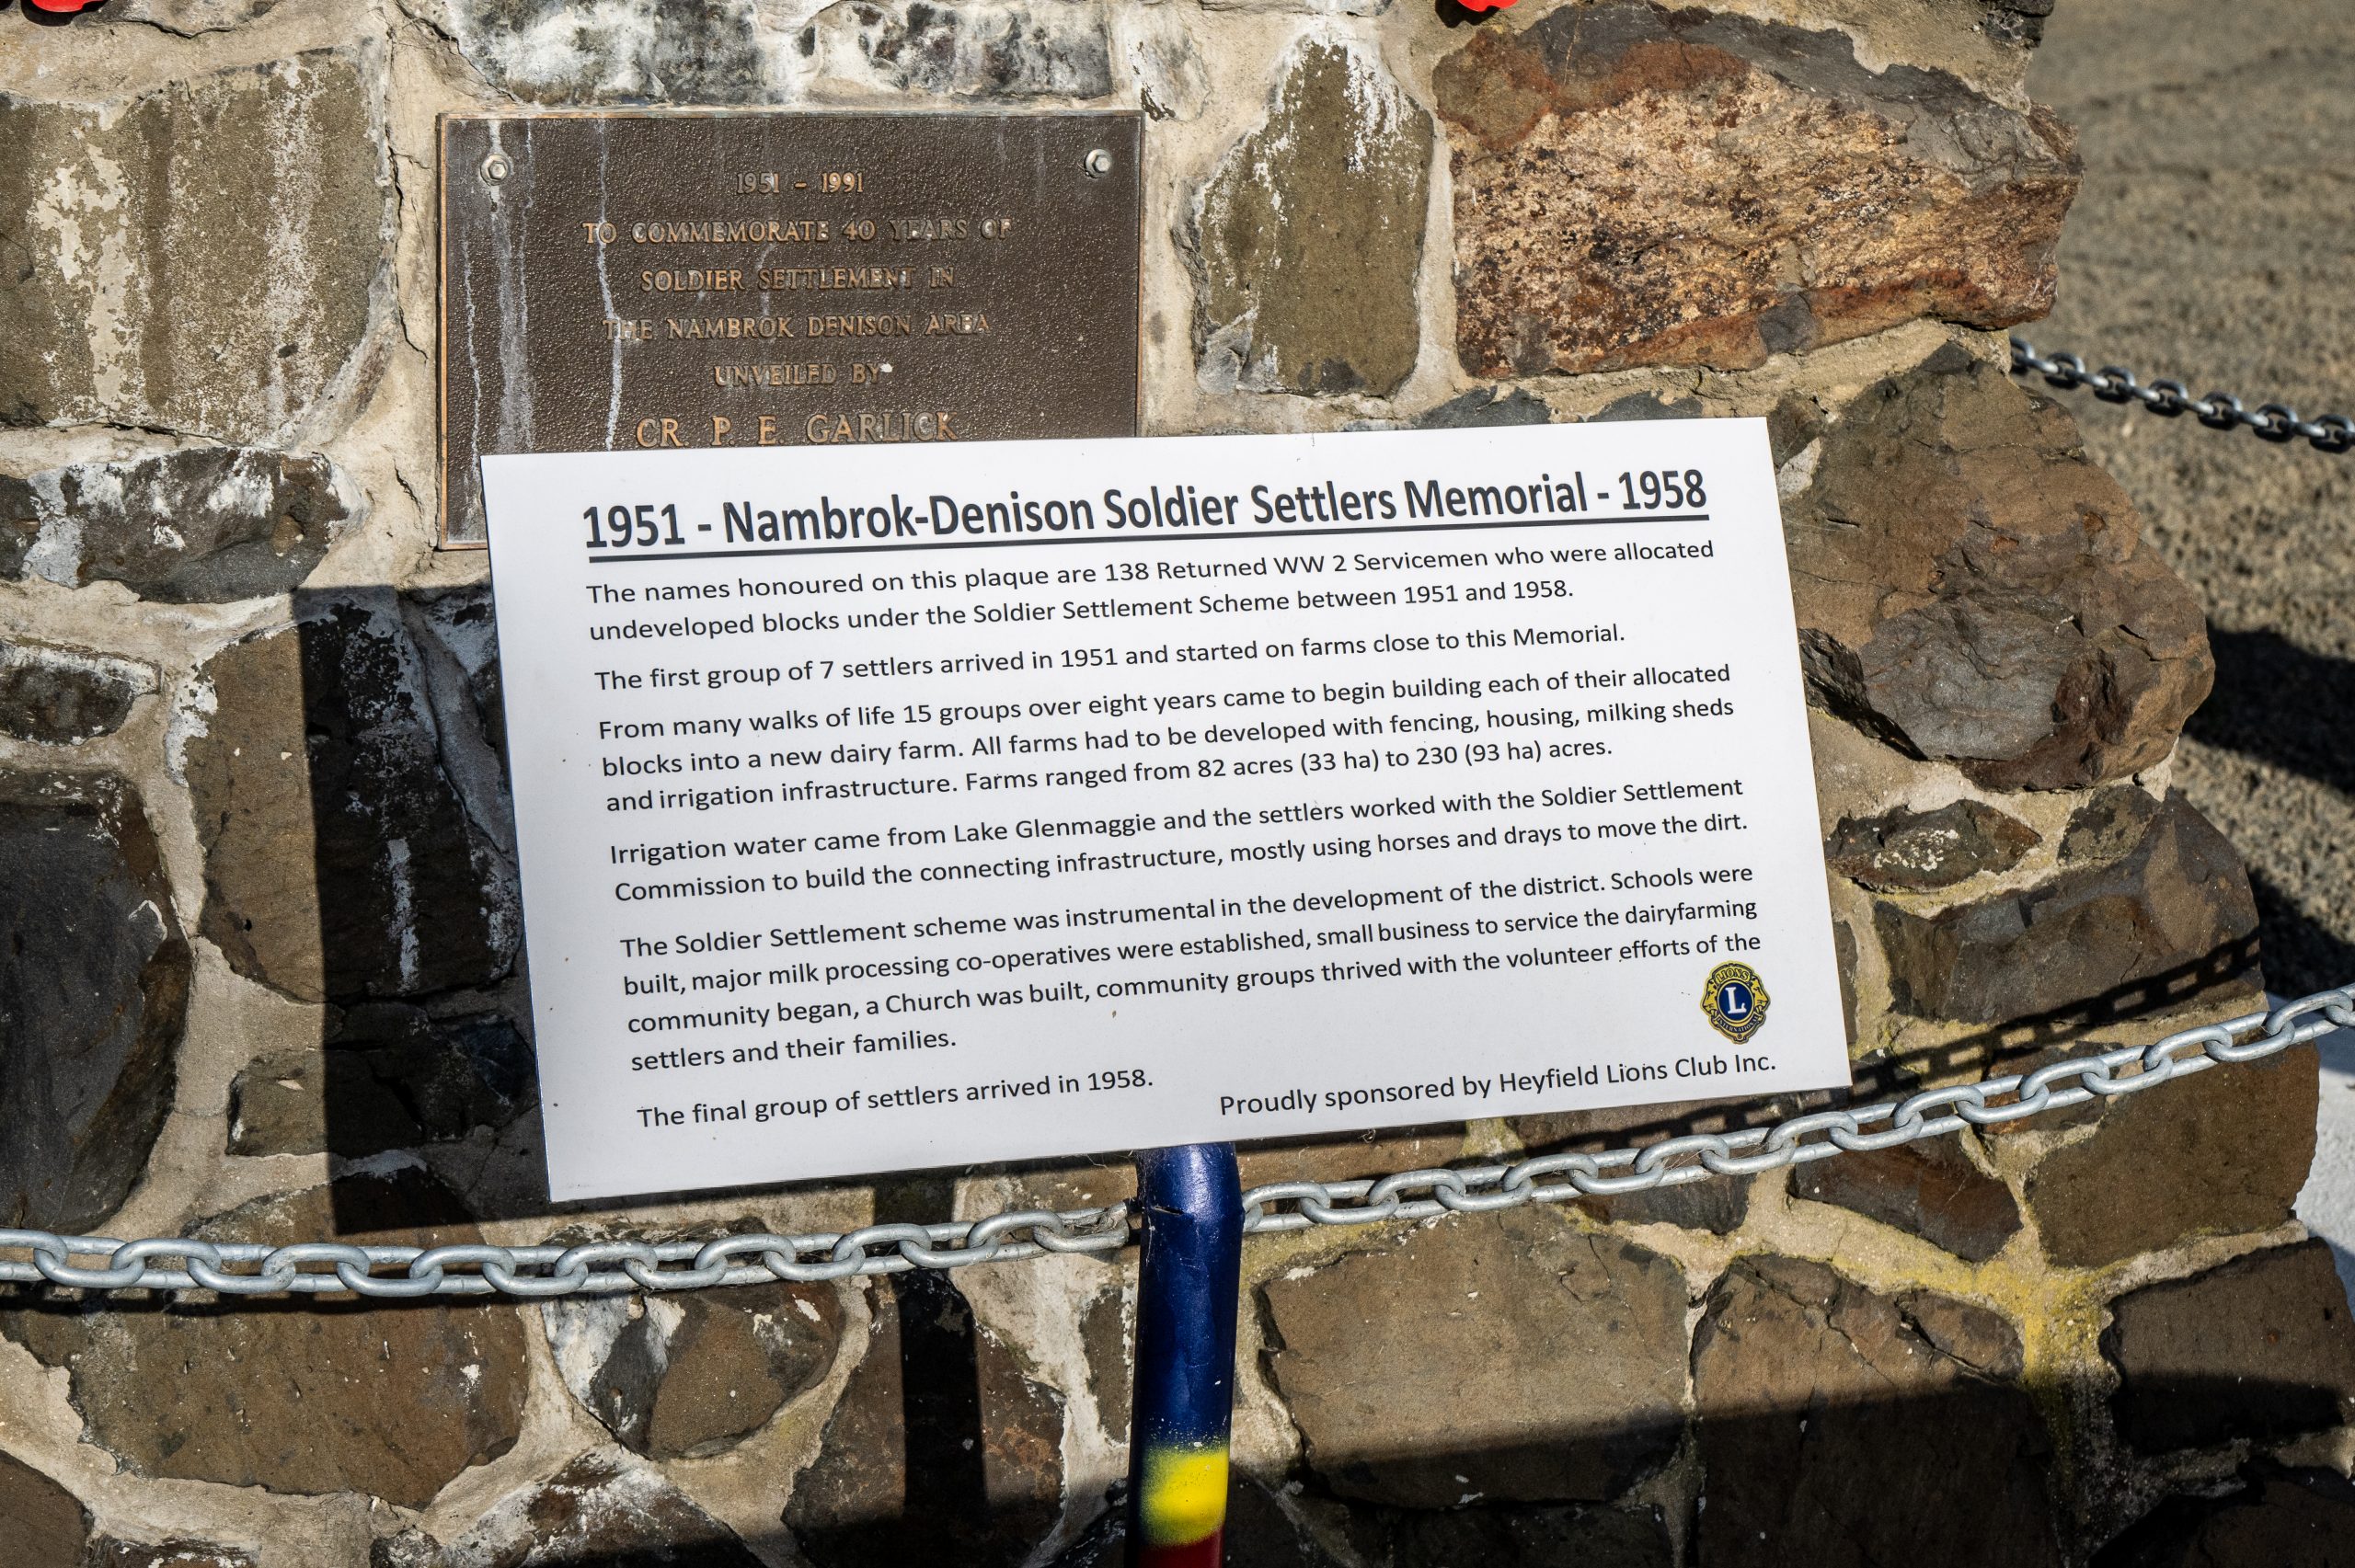 1951 - 1991
TO COMMEMORATE 40 YEARS OF
SOLDIER SETTLEMENT IN
THE NAMBROK DENISON AREA
UNVEILED BY
CR. P. E. GARLICK
1951 - Nambrok-Denison Soldier Settlers Memorial - 1958
The names honoured on this plaque are 138 Returned WW 2 Servicemen who were allocated
undeveloped blocks under the Soldier Settlement Scheme between 1951 and 1958.
The first group of 7 settlers arrived in 1951 and started on farms close to this Memorial.
From many walks of life 15 groups over eight years came to begin building each of their allocated
blocks into a new dairy farm. All farms had to be developed with fencing, housing, milking sheds
and irrigation infrastructure. Farms ranged from 82 acres (33 ha) to 230 (93 ha) acres.
Irrigation water came from Lake Glenmaggie and the settlers worked with the Soldier Settlement
Commission to build the connecting infrastructure, mostly using horses and drays to move the dirt.
The Soldier Settlement scheme was instrumental in the development of the district. Schools were
built, major milk processing co-operatives were established, small business to service the dairyfarming
community began, a Church was built, community groups thrived with the volunteer efforts of the
settlers and their families.
LIONS
L
INTERNATIONAL
The final group of settlers arrived in 1958.
Proudly sponsored by Heyfield Lions Club Inc.